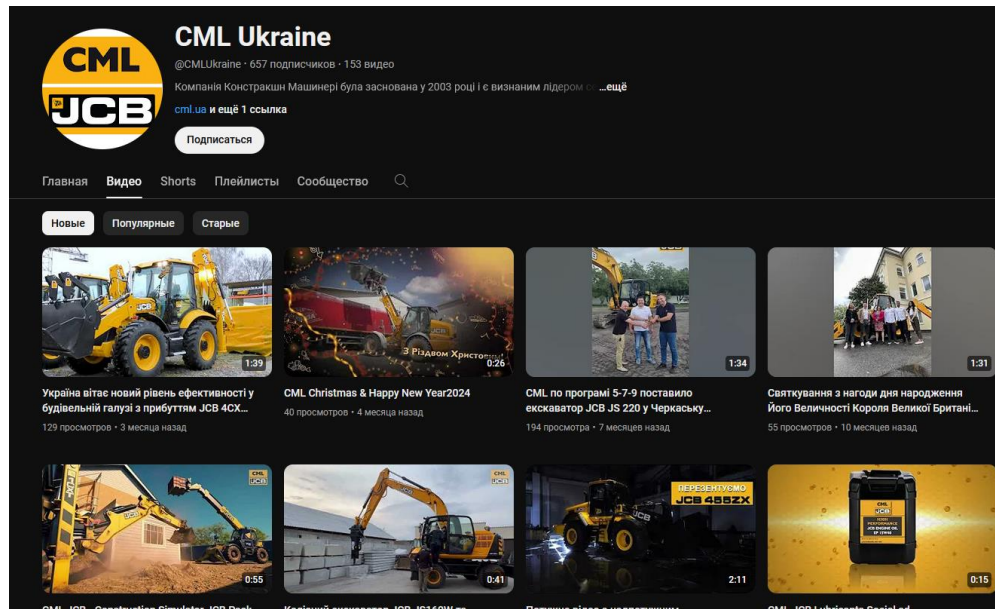 CML
JCB
CML Ukraine
@CMLUkraine · 657 подписчиков · 153 видео
Компанія Констракшн Машинері була заснована у 2003 році і є визнаним лідером ...ещё
cml.ua и ещё 1 ссылка
Подписаться
Главная Видео Shorts Плейлисты Сообщество
Новые Популярные Старые
JCB
1:39
З Різдвом Христовим!
0:26
1:34
1:31
Україна вітає новий рівень ефективності у
будівельній галузі з прибуттям JCB 4CX...
129 просмотров • 3 месяца назад
CML Christmas & Happy New Year2024
40 просмотров • 4 месяца назад
CML по програмі 5-7-9 поставило
екскаватор JCB JS 220 у Черкаську...
194 просмотра • 7 месяцев назад
Святкування з нагоди дня народження
Його Величності Короля Великої Британі...
55 просмотров • 10 месяцев назад
CML
JCB
0:55
CML
JCB
0:41
ПЕРЕЗЕНТУЄМО
JCB 455ZX
JCB
2:11
CML
JCB
0:15